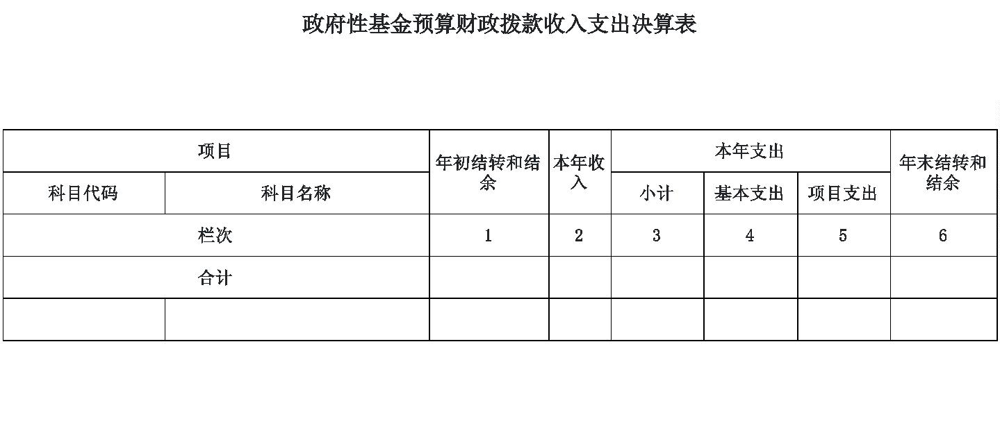 政府性基金预算财政拨款收入支出决算表
项目
年初结转和结
余
本年收
入
本年支出
年末结转和
结余
科目代码
科目名称
小计
基本支出
项目支出
栏次
1
2
3
4
5
6
合计